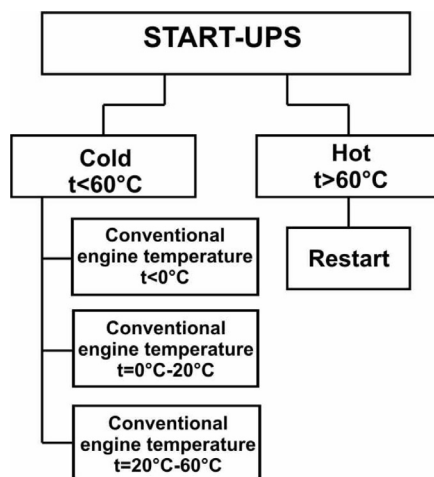 START-UPS
Cold
t<60°C
Hot
t>60°C
Conventional
engine temperature
t<0°C
Restart
Conventional
engine temperature
t=0°C-20°C
Conventional
engine temperature
t=20°C-60°C